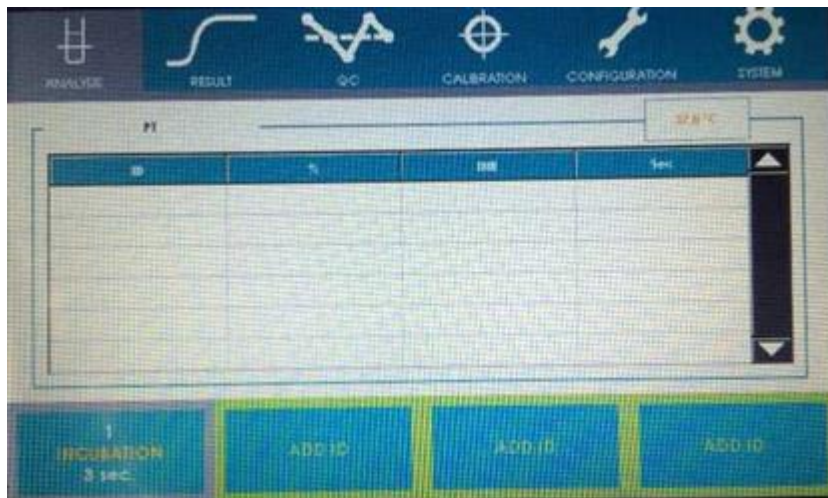 ANALYSIS
RESULT
QC
CALIBRATION
CONFIGURATION
SYSTEM
PT
ID
%
INR
Sec
1
INCUBATION
3 sec.
ADD ID
ADD ID
ADD ID